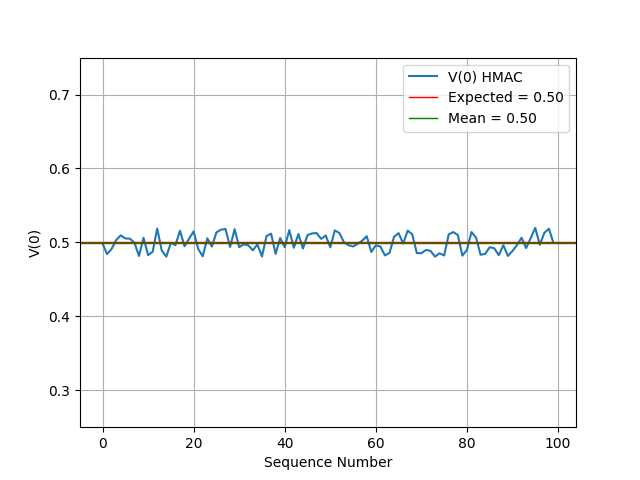 V(0) HMAC
Expected = 0.50
Mean = 0.50
0.7
0.6
0.5
0.4
0.3
V(0)
0 20 40 60 80 100
Sequence Number